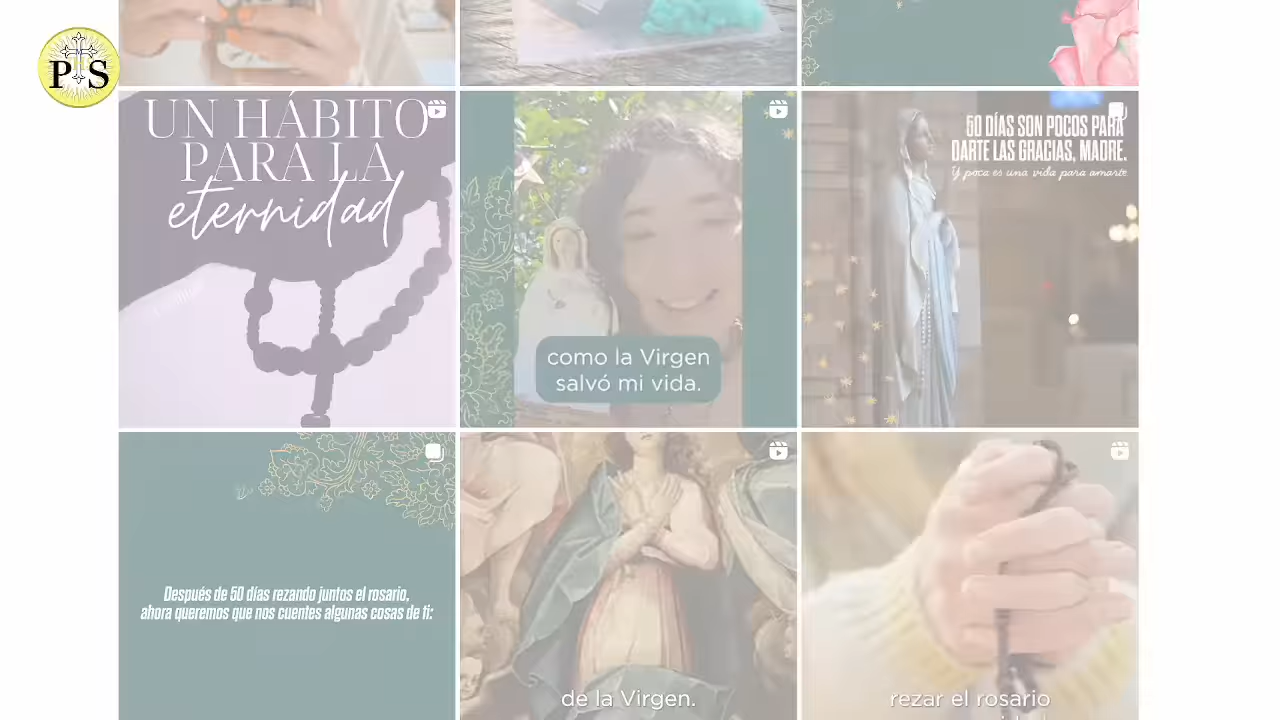 PS
UN HÁBITO
PARA LA
eternidad
como la Virgen
salvó mi vida.
50 DÍAS SON POCOS PARA
DARTE LAS GRACIAS, MADRE.
Y poca es una vida para amarte
Después de 50 días rezando juntos el rosario,
ahora queremos que nos cuentes algunas cosas de ti:
de la Virgen.
rezar el rosario